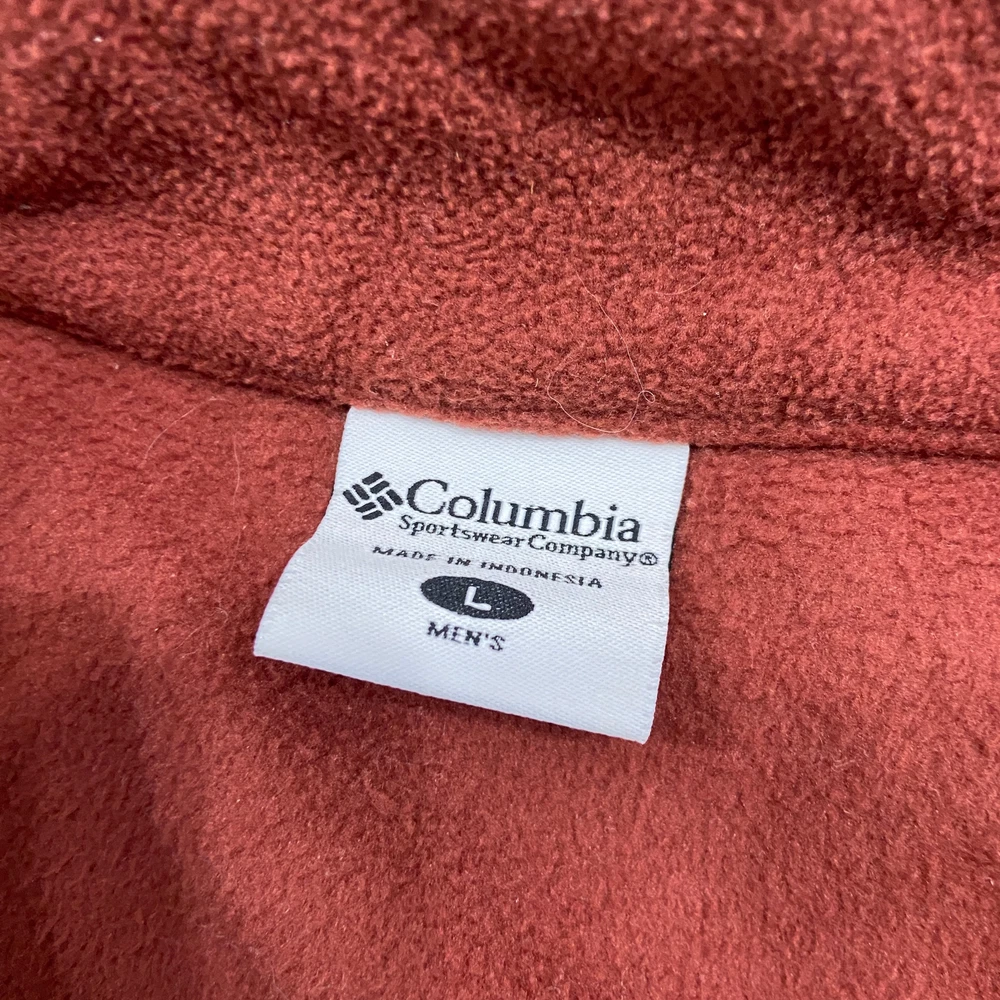 Columbia
Sportswear Company®
MADE IN INDONESIA
L
MEN'S